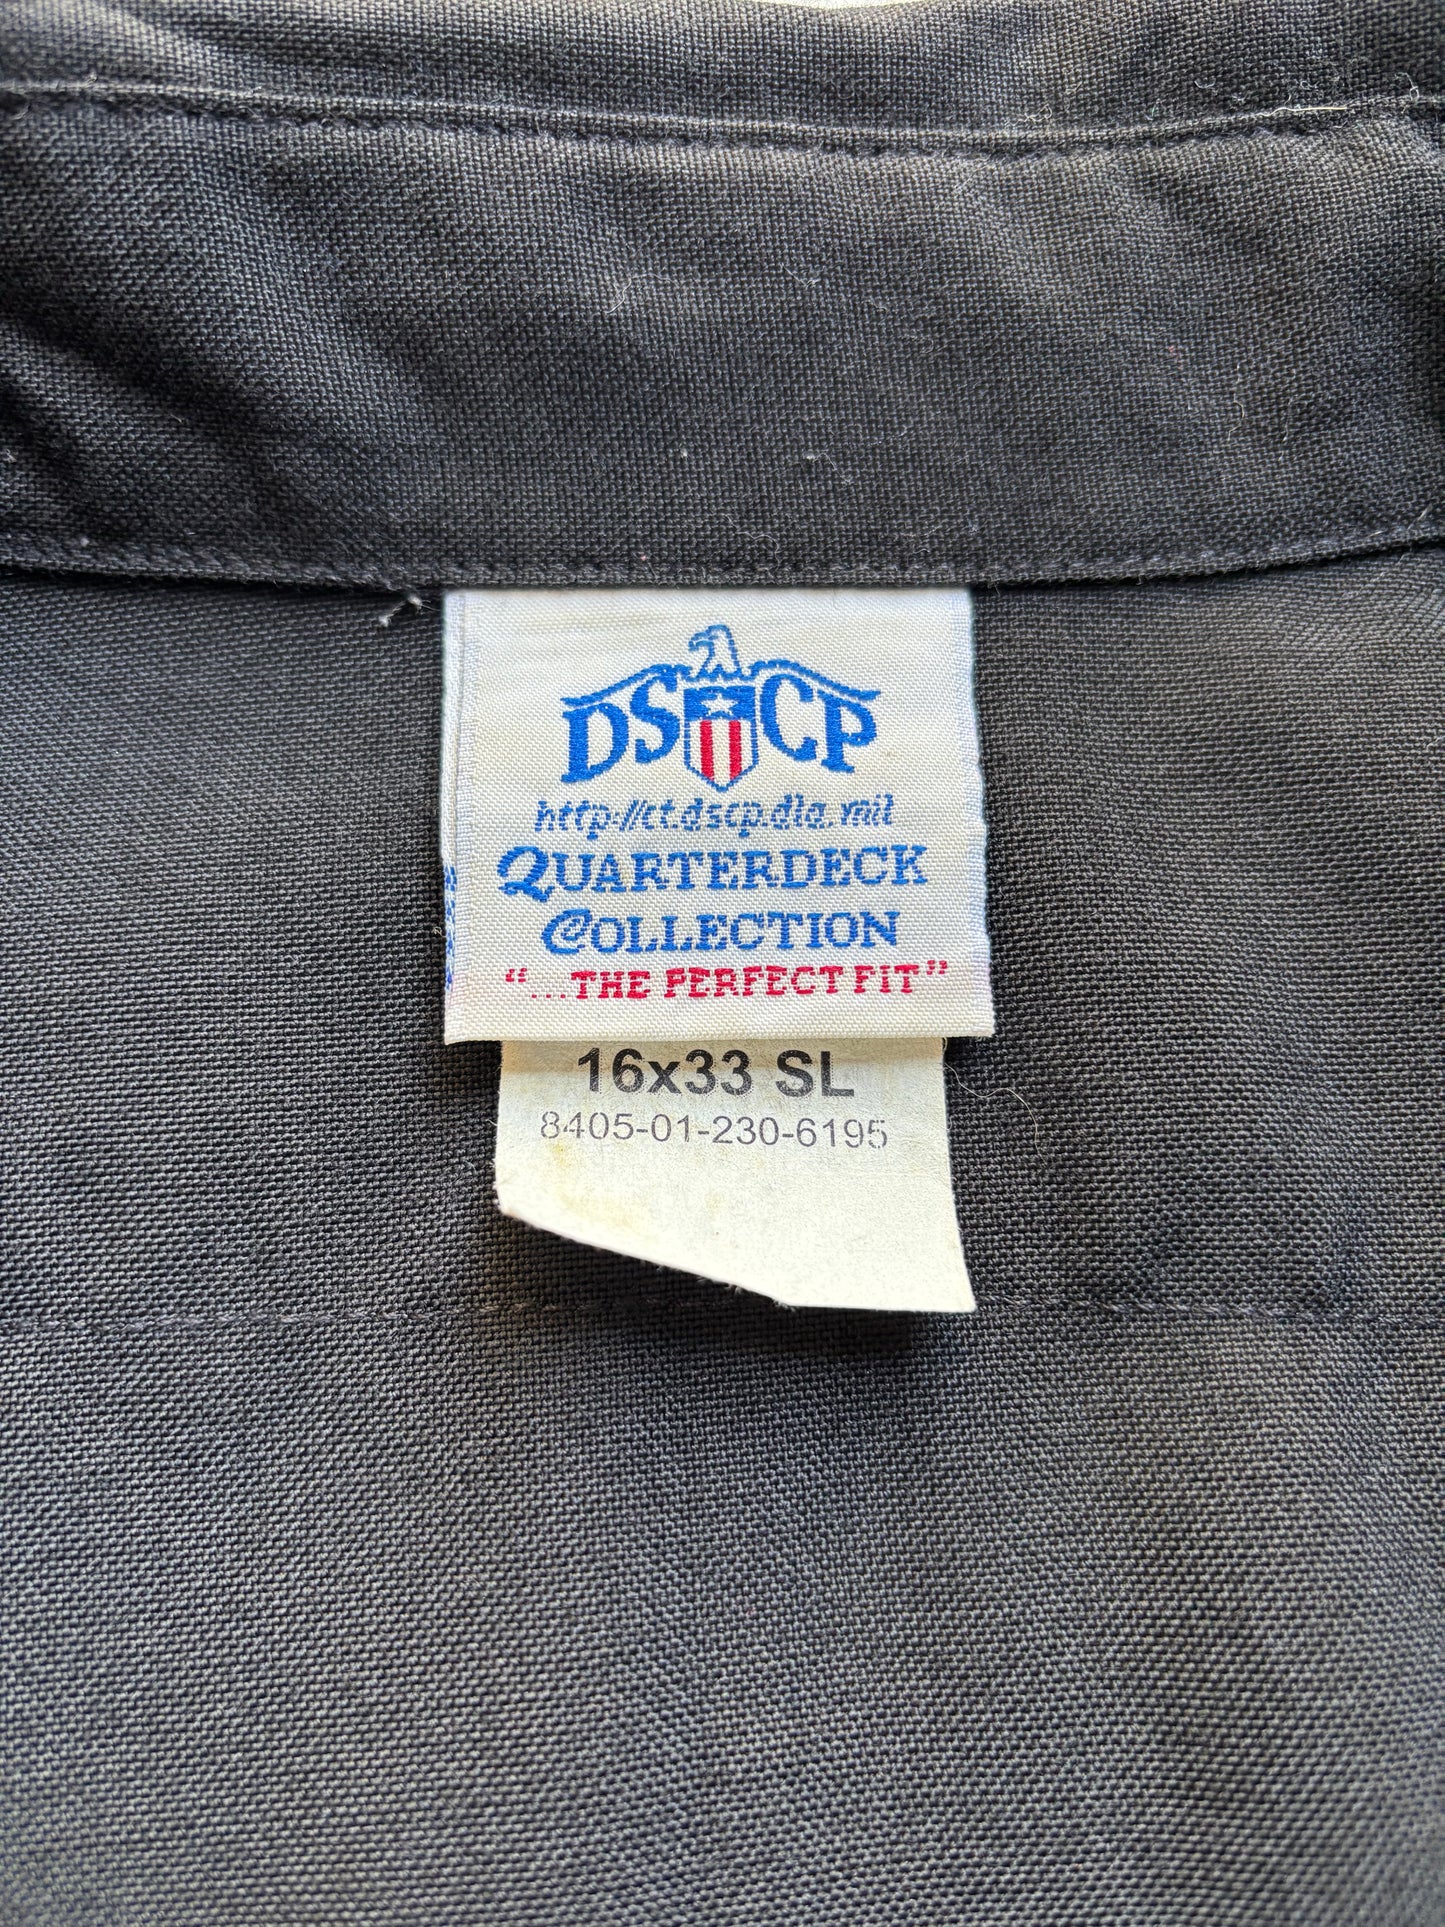 DSCP
http://ct.dscp.dla.mil
QUARTERDECK
COLLECTION
"...THE PERFECT FIT"
16x33 SL
8405-01-230-6195